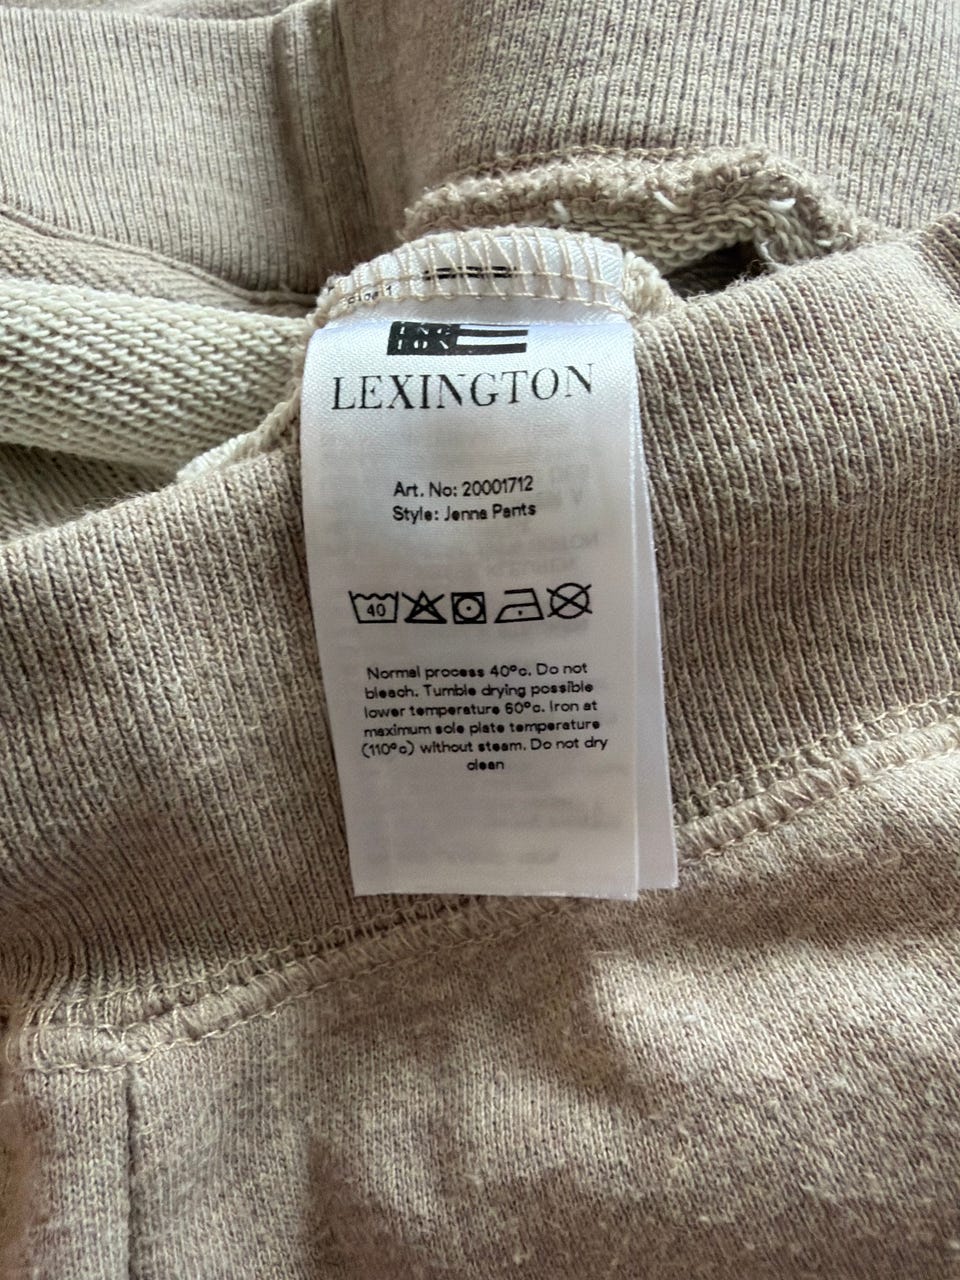 LEXINGTON
Art. No: 20001712
Style: Jenna Pants
40
Normal process 40°c. Do not
bleach. Tumble drying possible
lower temperature 60°c. Iron at
maximum sole plate temperature
(110°c) without steam. Do not dry
clean